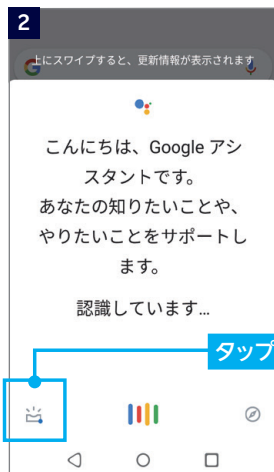 2
上にスワイプすると、更新情報が表示されます
こんにちは、Google アシ
スタントです。
あなたの知りたいことや、
やりたいことをサポートし
ます。
認識しています...
タップ